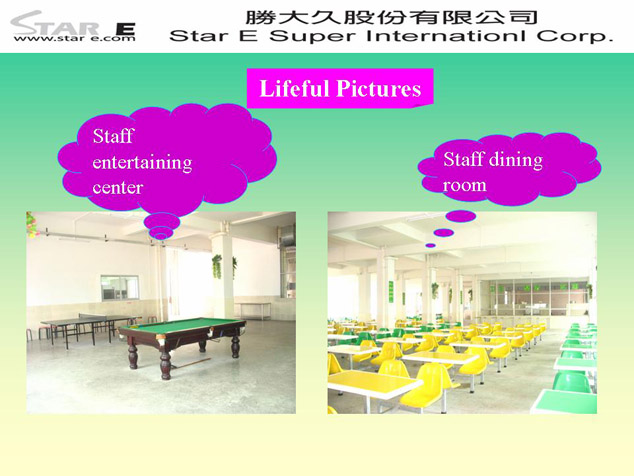 STAR E
www.star e.com
勝大久股份有限公司
Star E Super Internationl Corp.
Lifeful Pictures
Staff
entertaining
center
Staff dining
room
STAR E